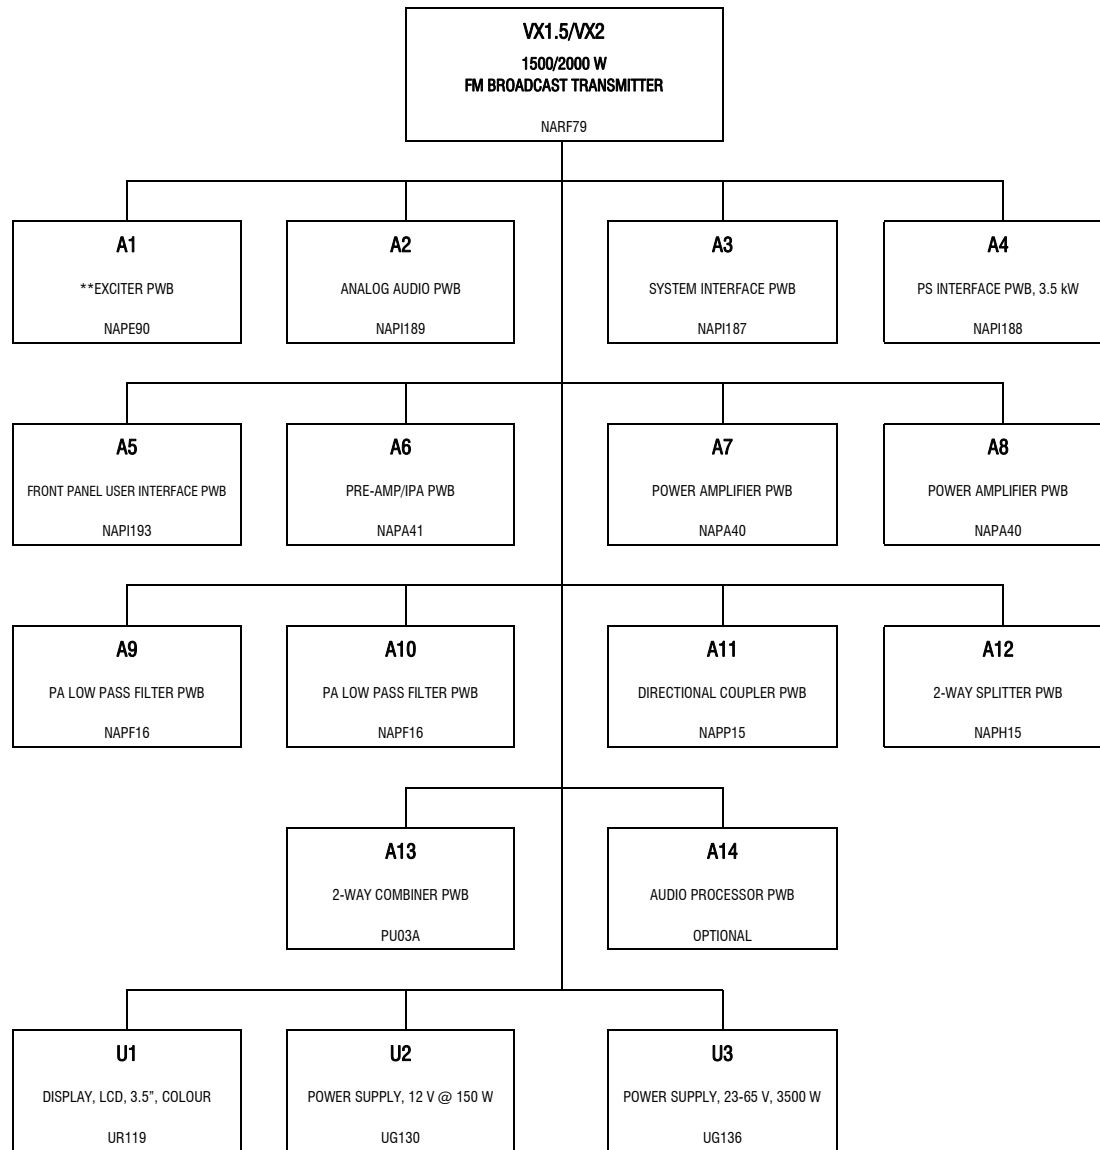 VX1.5/VX2
1500/2000 W
FM BROADCAST TRANSMITTER
NARF79
A1
**EXCITER PWB
NAPE90
A2
ANALOG AUDIO PWB
NAPI189
A3
SYSTEM INTERFACE PWB
NAPI187
A4
PS INTERFACE PWB, 3.5 kW
NAPI188
A5
FRONT PANEL USER INTERFACE PWB
NAPI193
A6
PRE-AMP/IPA PWB
NAPA41
A7
POWER AMPLIFIER PWB
NAPA40
A8
POWER AMPLIFIER PWB
NAPA40
A9
PA LOW PASS FILTER PWB
NAPF16
A10
PA LOW PASS FILTER PWB
NAPF16
A11
DIRECTIONAL COUPLER PWB
NAPP15
A12
2-WAY SPLITTER PWB
NAPH15
A13
2-WAY COMBINER PWB
PU03A
A14
AUDIO PROCESSOR PWB
OPTIONAL
U1
DISPLAY, LCD, 3.5”, COLOUR
UR119
U2
POWER SUPPLY, 12 V @ 150 W
UG130
U3
POWER SUPPLY, 23-65 V, 3500 W
UG136